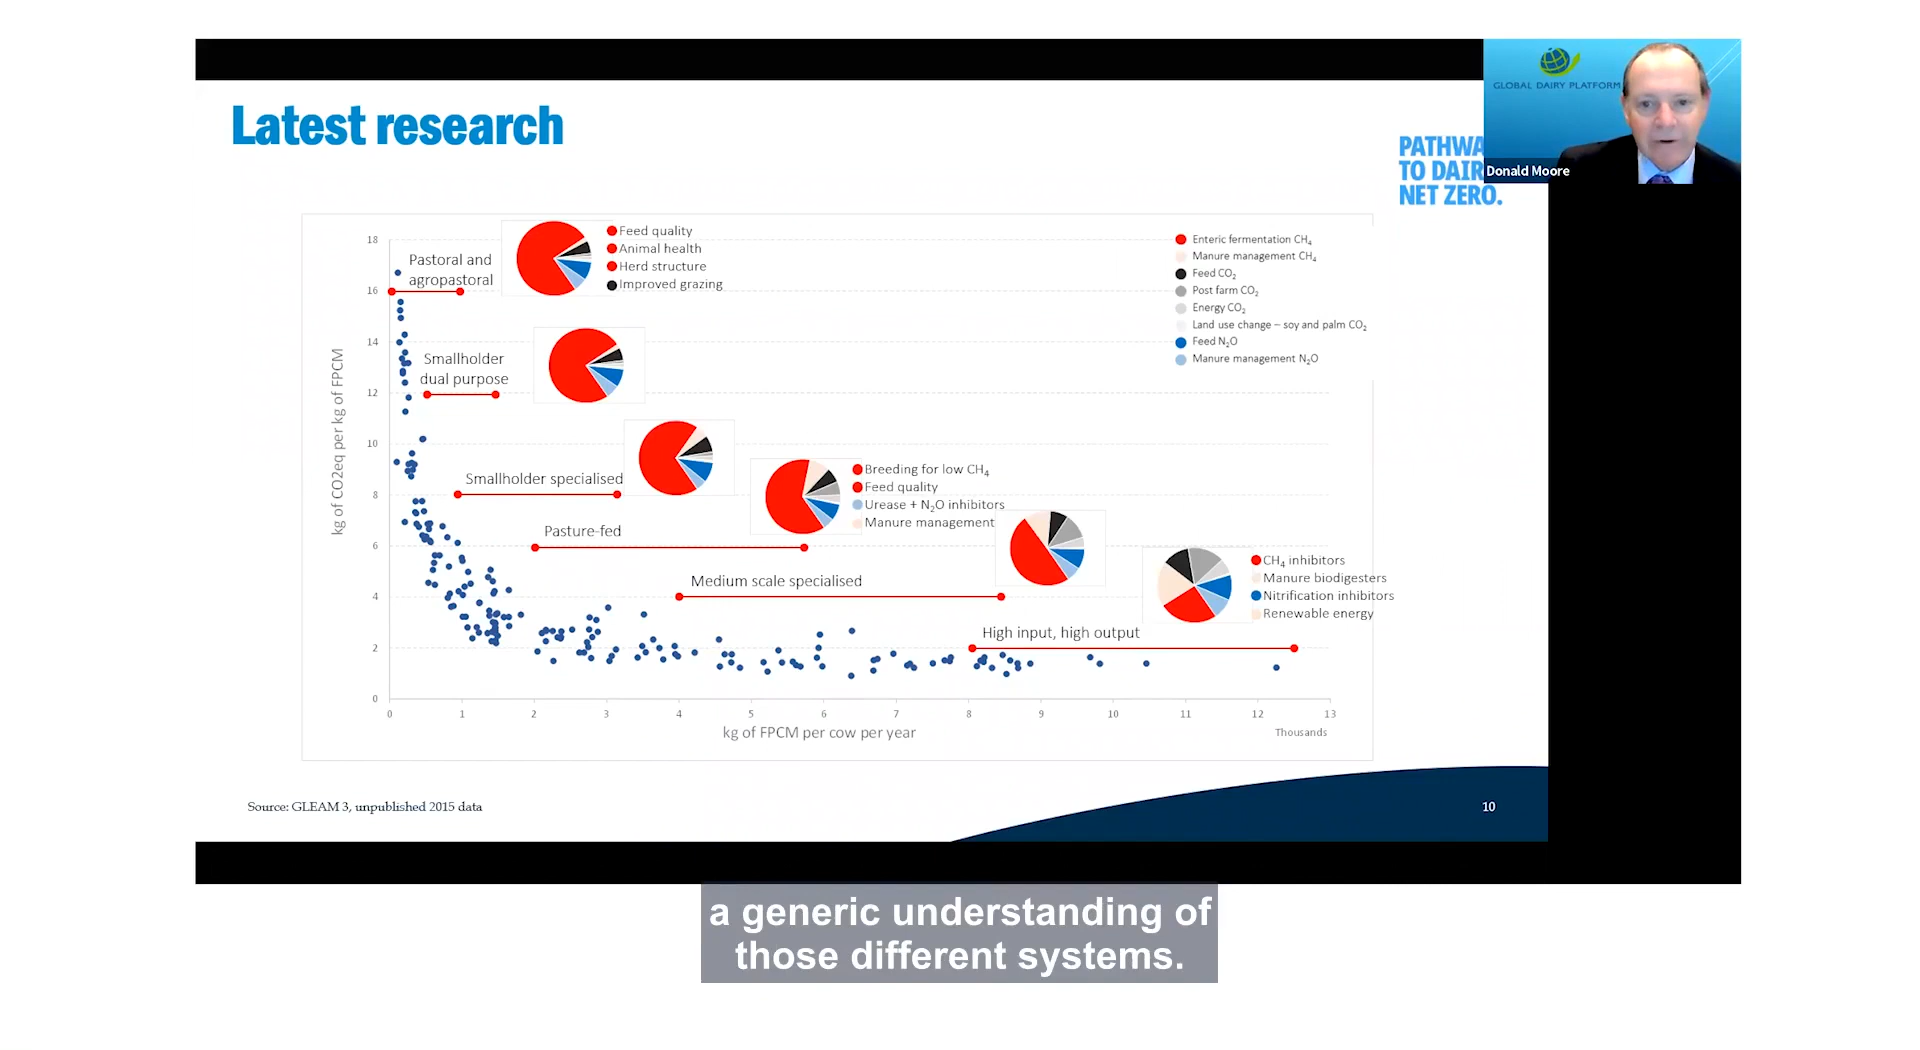 GLOBAL DAIRY PLATFORM
Donald Moore
Latest research
PATHWA
TO DAIR
NET ZERO.
kg of CO2eq per kg of FPCM
18
16
14
12
10
8
6
4
2
0
Pastoral and
agropastoral
Feed quality
Animal health
Herd structure
Improved grazing
Enteric fermentation CH4
Manure management CH4
Feed CO2
Post farm CO2
Energy CO2
Land use change – soy and palm CO2
Feed N2O
Manure management N2O
Smallholder
dual purpose
Smallholder specialised
Breeding for low CH4
Feed quality
Urease + N2O inhibitors
Manure management
Pasture-fed
Medium scale specialised
CH4 inhibitors
Manure biodigesters
Nitrification inhibitors
Renewable energy
High input, high output
0 1 2 3 4 5 6 7 8 9 10 11 12 13
kg of FPCM per cow per year
Thousands
Source: GLEAM 3, unpublished 2015 data
10
a generic understanding of
those different systems.